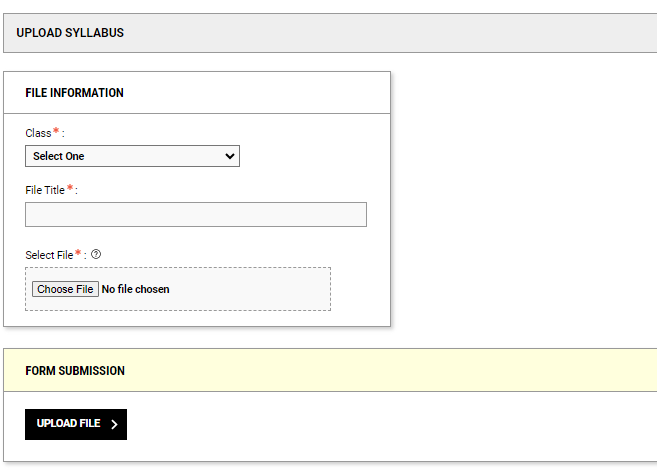 UPLOAD SYLLABUS
FILE INFORMATION
Class* :
Select One
File Title* :
Select File* : ?
Choose File No file chosen
FORM SUBMISSION
UPLOAD FILE >